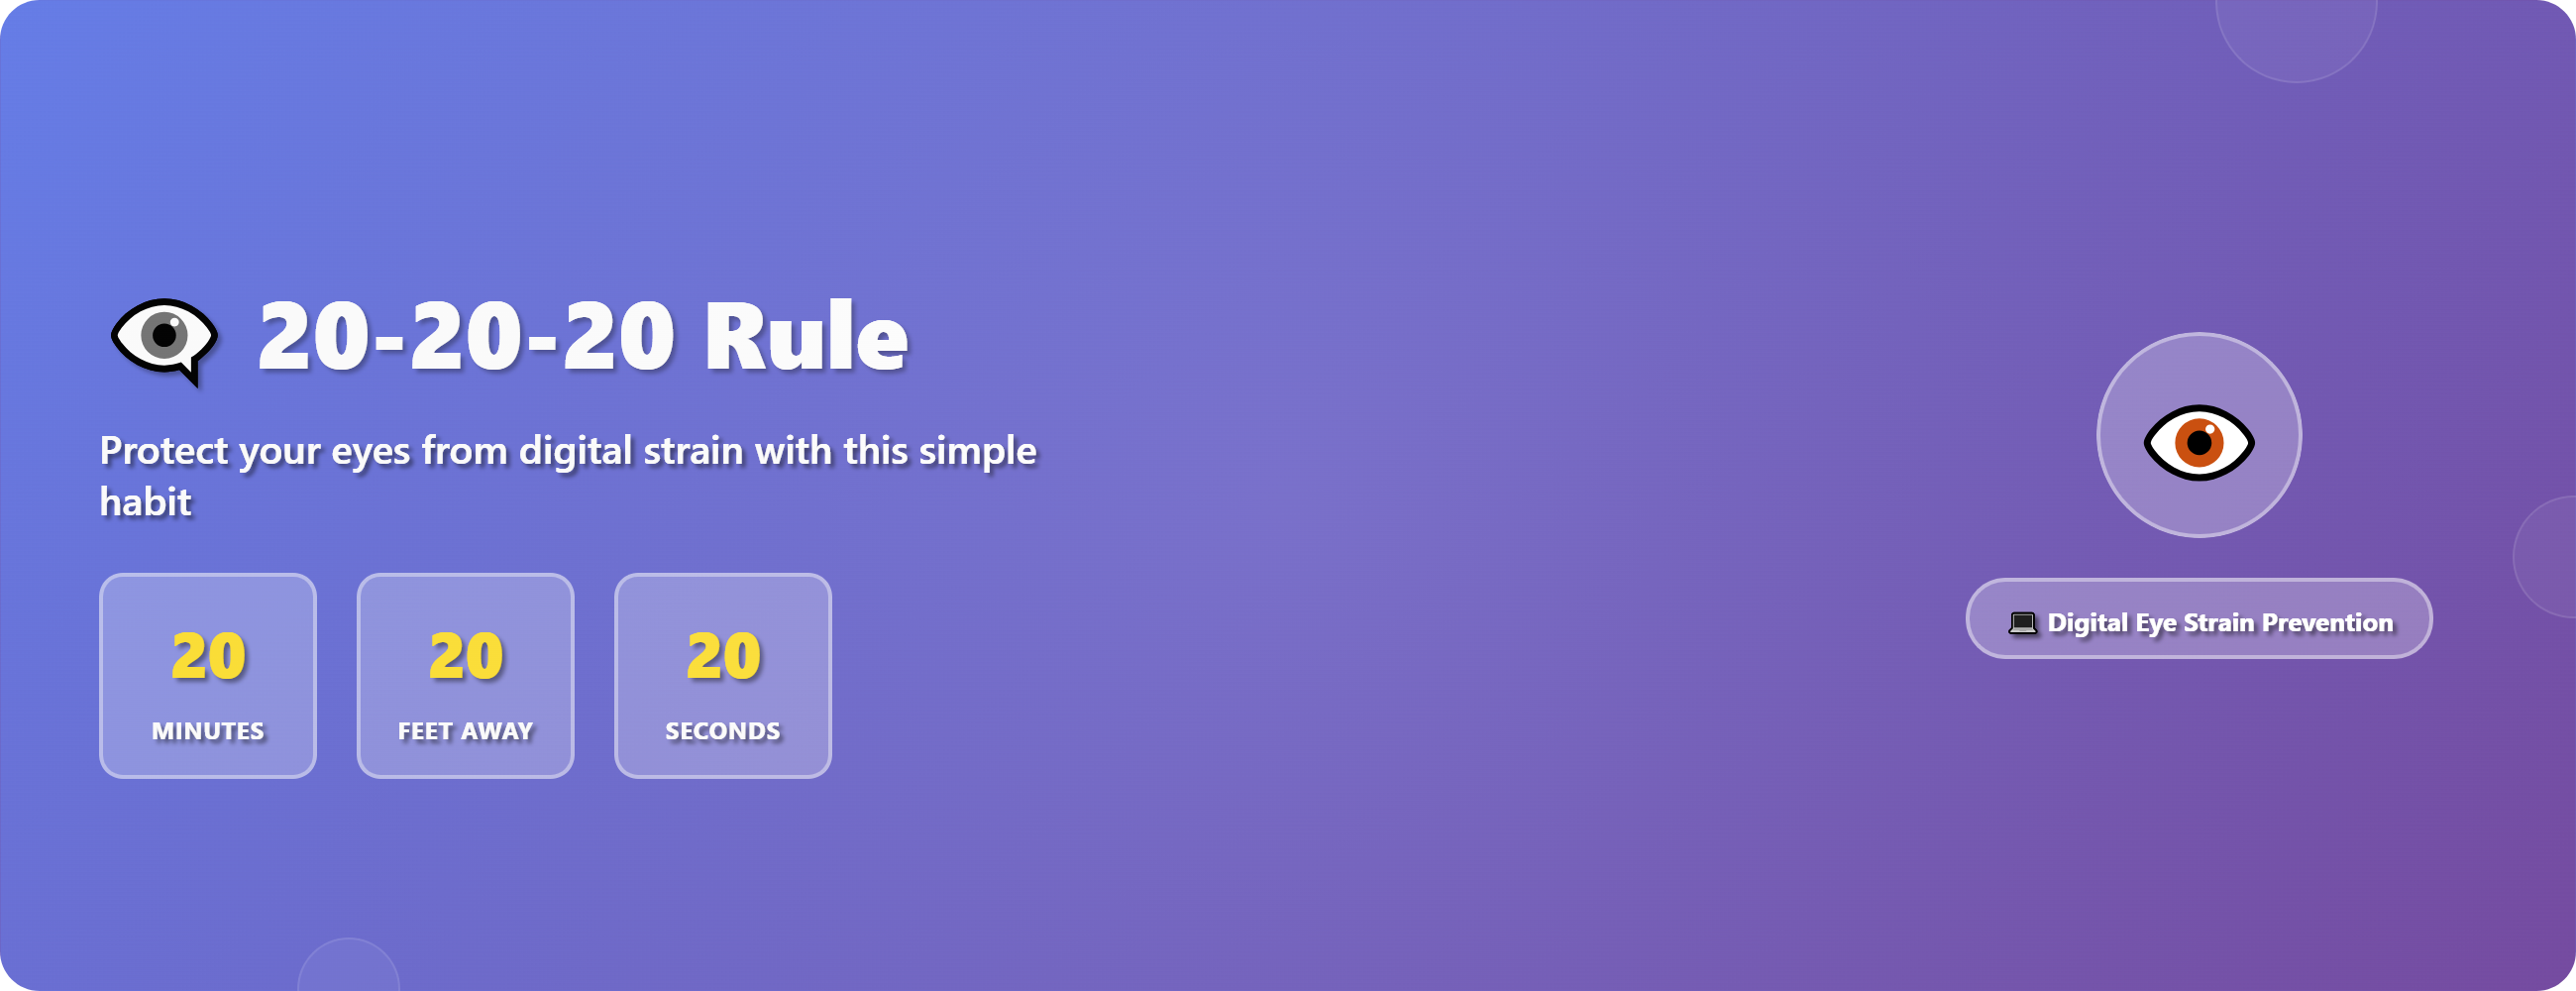 20-20-20 Rule
Protect your eyes from digital strain with this simple
habit
20
MINUTES
20
FEET AWAY
20
SECONDS
Digital Eye Strain Prevention